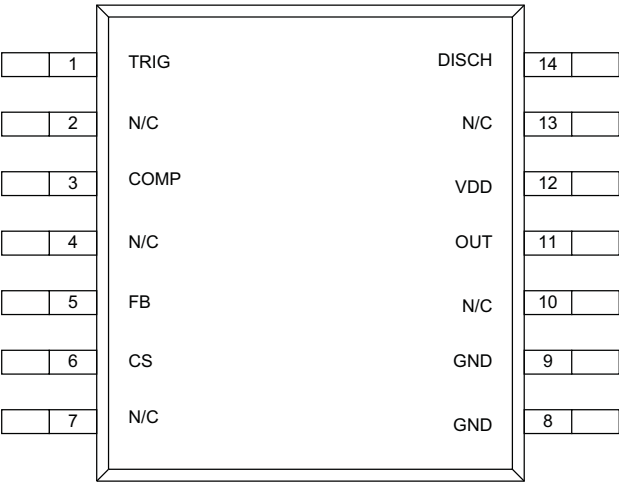 1 TRIG DISCH 14
2 N/C N/C 13
3 COMP VDD 12
4 N/C OUT 11
5 FB N/C 10
6 CS GND 9
7 N/C GND 8